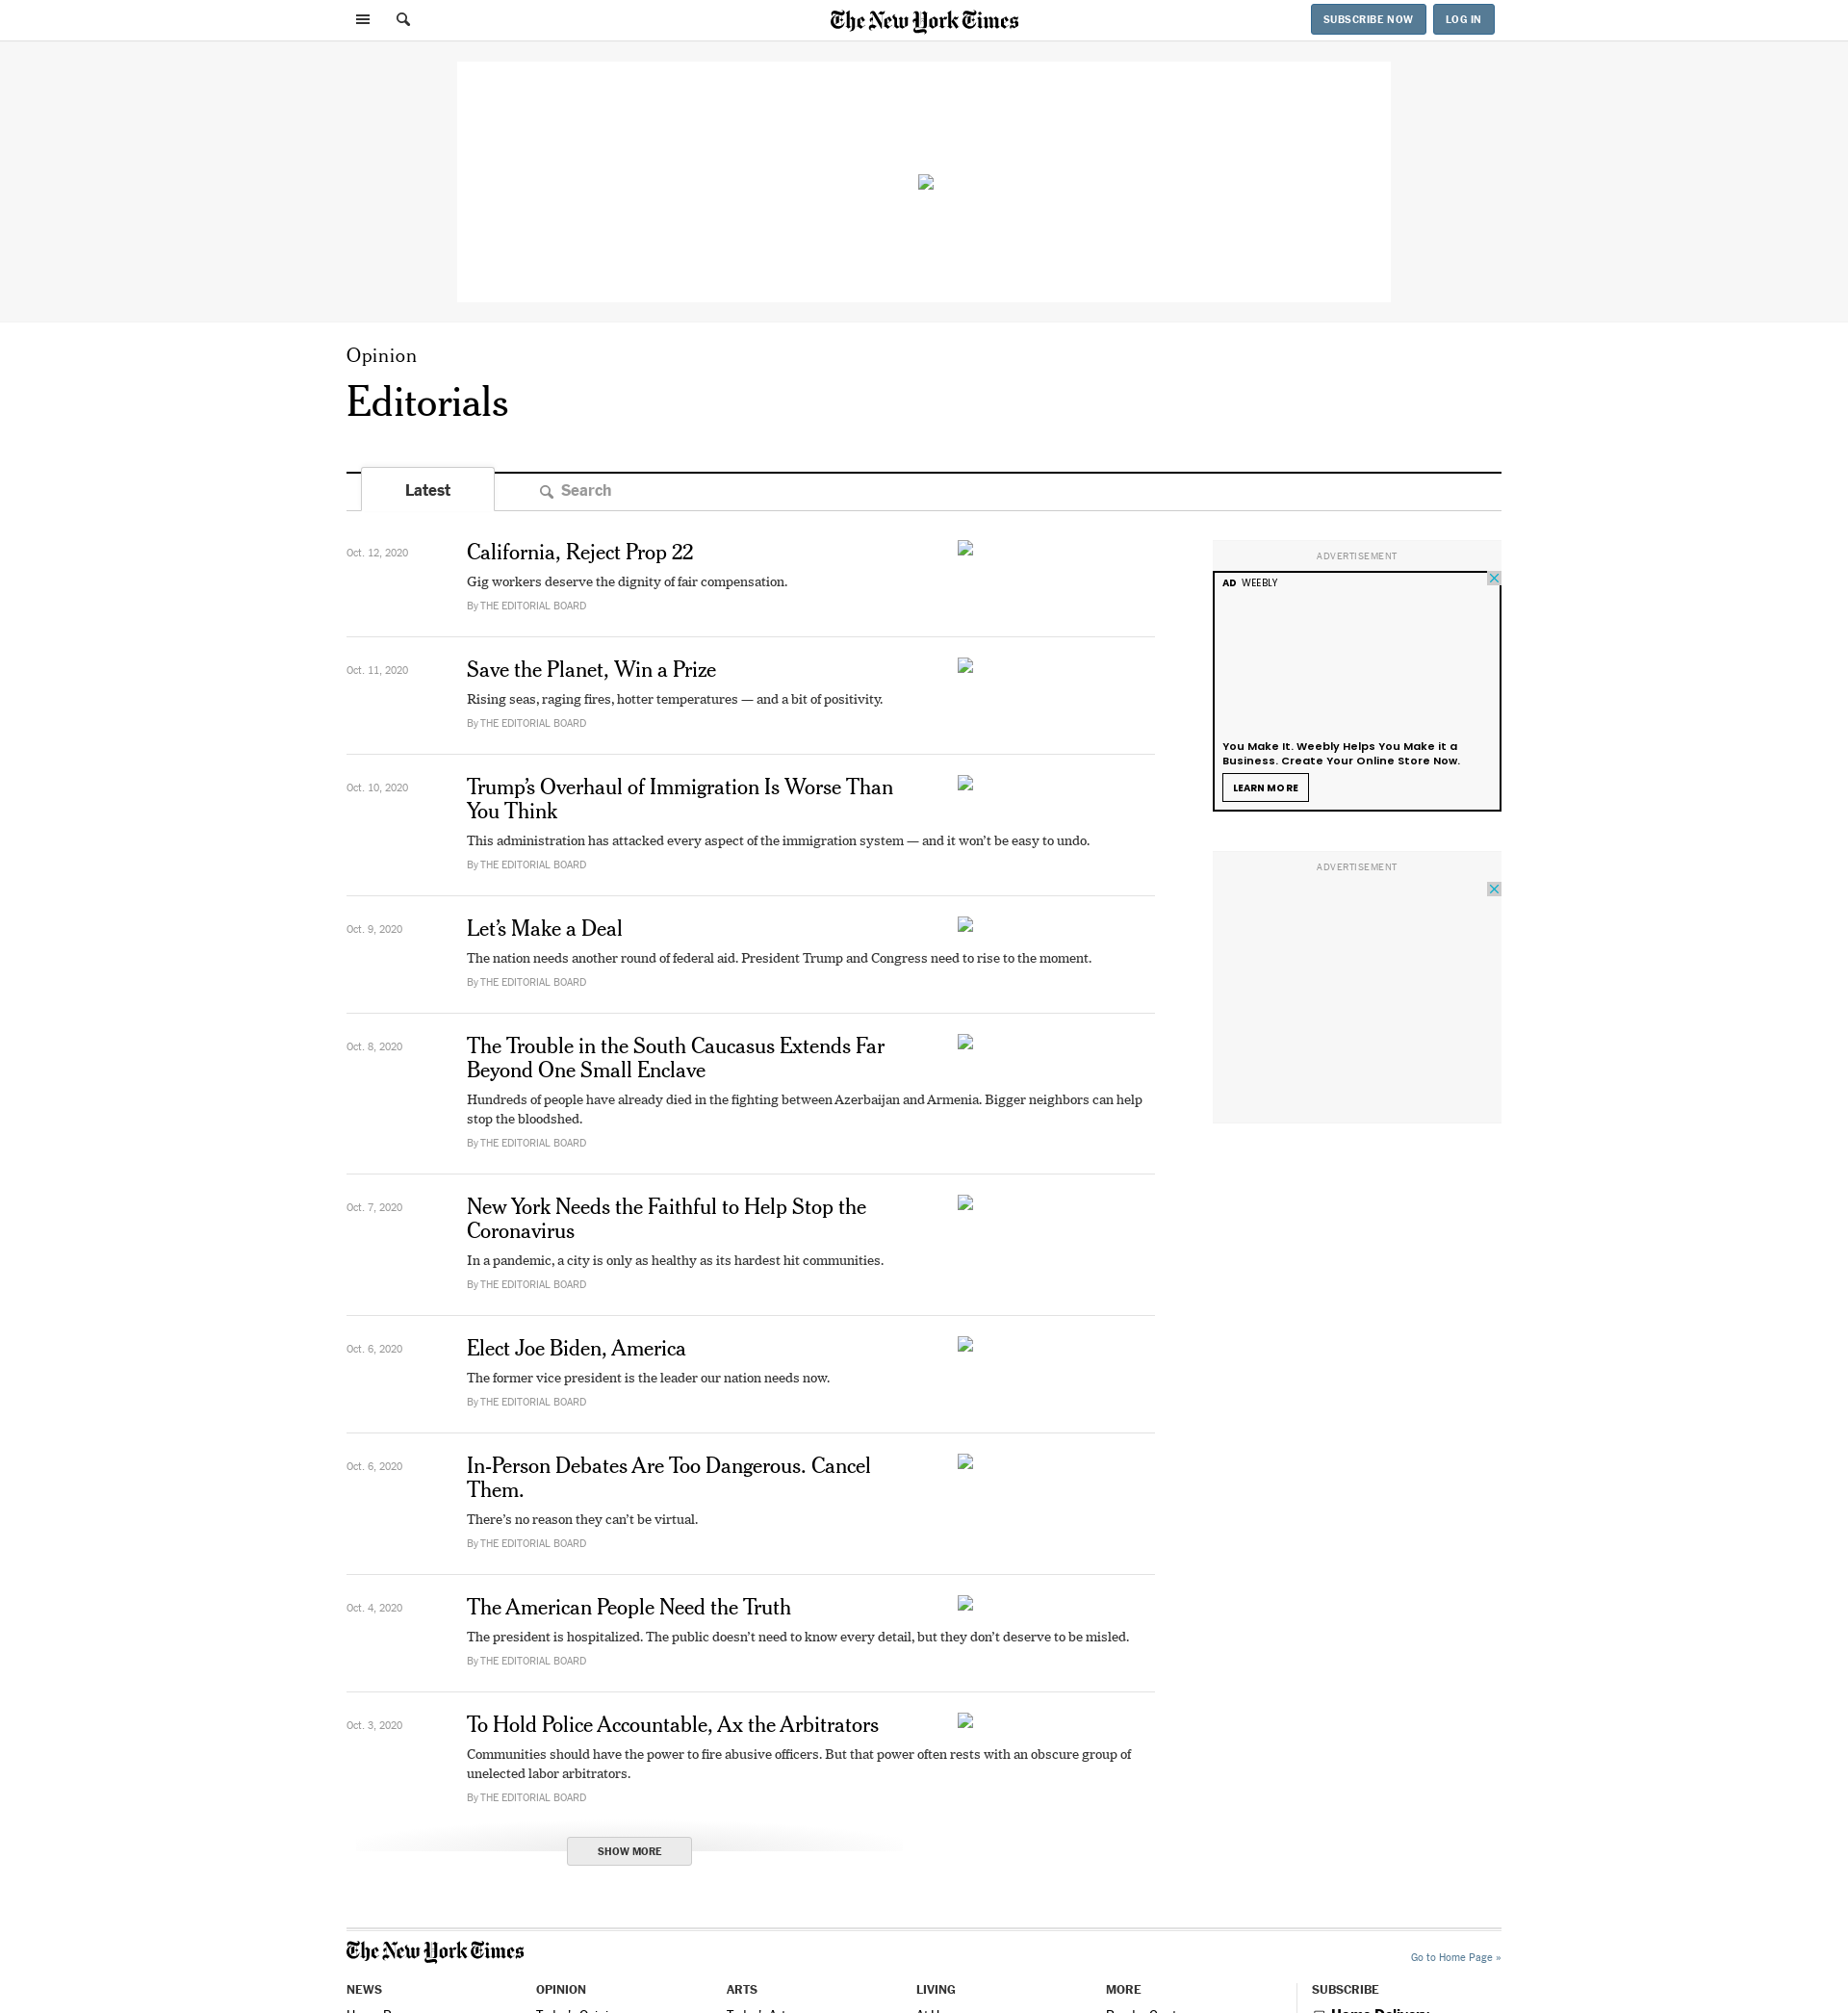 The New York Times
SUBSCRIBE NOW
LOG IN
Opinion
Editorials
Latest
Search
Oct. 12, 2020
California, Reject Prop 22
Gig workers deserve the dignity of fair compensation.
By THE EDITORIAL BOARD
Oct. 11, 2020
Save the Planet, Win a Prize
Rising seas, raging fires, hotter temperatures — and a bit of positivity.
By THE EDITORIAL BOARD
Oct. 10, 2020
Trump’s Overhaul of Immigration Is Worse Than
You Think
This administration has attacked every aspect of the immigration system — and it won’t be easy to undo.
By THE EDITORIAL BOARD
Oct. 9, 2020
Let’s Make a Deal
The nation needs another round of federal aid. President Trump and Congress need to rise to the moment.
By THE EDITORIAL BOARD
Oct. 8, 2020
The Trouble in the South Caucasus Extends Far
Beyond One Small Enclave
Hundreds of people have already died in the fighting between Azerbaijan and Armenia. Bigger neighbors can help
stop the bloodshed.
By THE EDITORIAL BOARD
Oct. 7, 2020
New York Needs the Faithful to Help Stop the
Coronavirus
In a pandemic, a city is only as healthy as its hardest hit communities.
By THE EDITORIAL BOARD
Oct. 6, 2020
Elect Joe Biden, America
The former vice president is the leader our nation needs now.
By THE EDITORIAL BOARD
Oct. 6, 2020
In-Person Debates Are Too Dangerous. Cancel
Them.
There’s no reason they can’t be virtual.
By THE EDITORIAL BOARD
Oct. 4, 2020
The American People Need the Truth
The president is hospitalized. The public doesn’t need to know every detail, but they don’t deserve to be misled.
By THE EDITORIAL BOARD
Oct. 3, 2020
To Hold Police Accountable, Ax the Arbitrators
Communities should have the power to fire abusive officers. But that power often rests with an obscure group of
unelected labor arbitrators.
By THE EDITORIAL BOARD
SHOW MORE
ADVERTISEMENT
AD WEEBLY
You Make It. Weebly Helps You Make it a
Business. Create Your Online Store Now.
LEARN MORE
ADVERTISEMENT
The New York Times
Go to Home Page »
NEWS
OPINION
ARTS
LIVING
MORE
SUBSCRIBE
Home Delivery